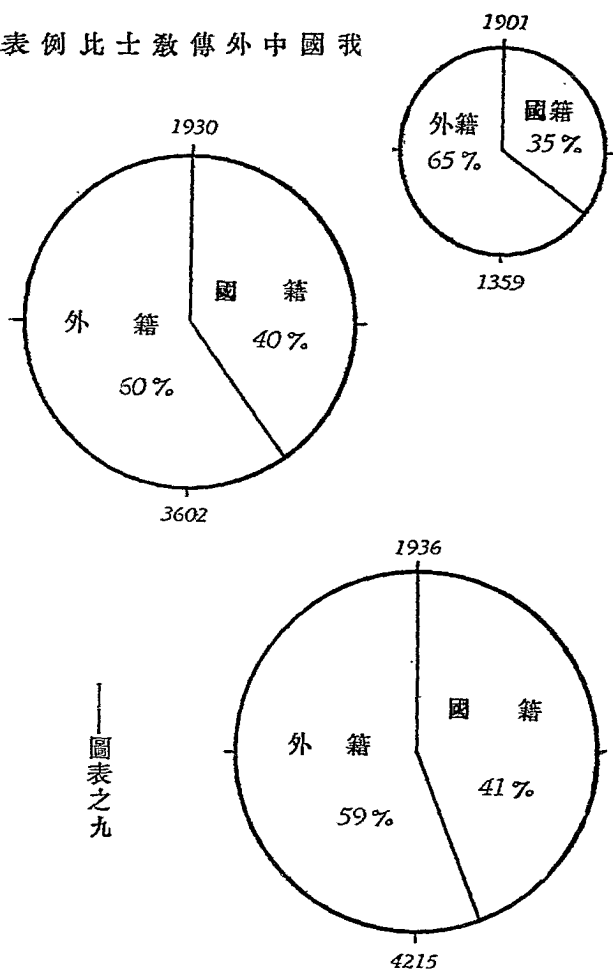 我國中外傳教士比例表
1901
國籍
35%
外籍
65%
1359
1930
國籍
40%
外籍
60%
3602
1936
國籍
41%
外籍
59%
4215
——圖表之九